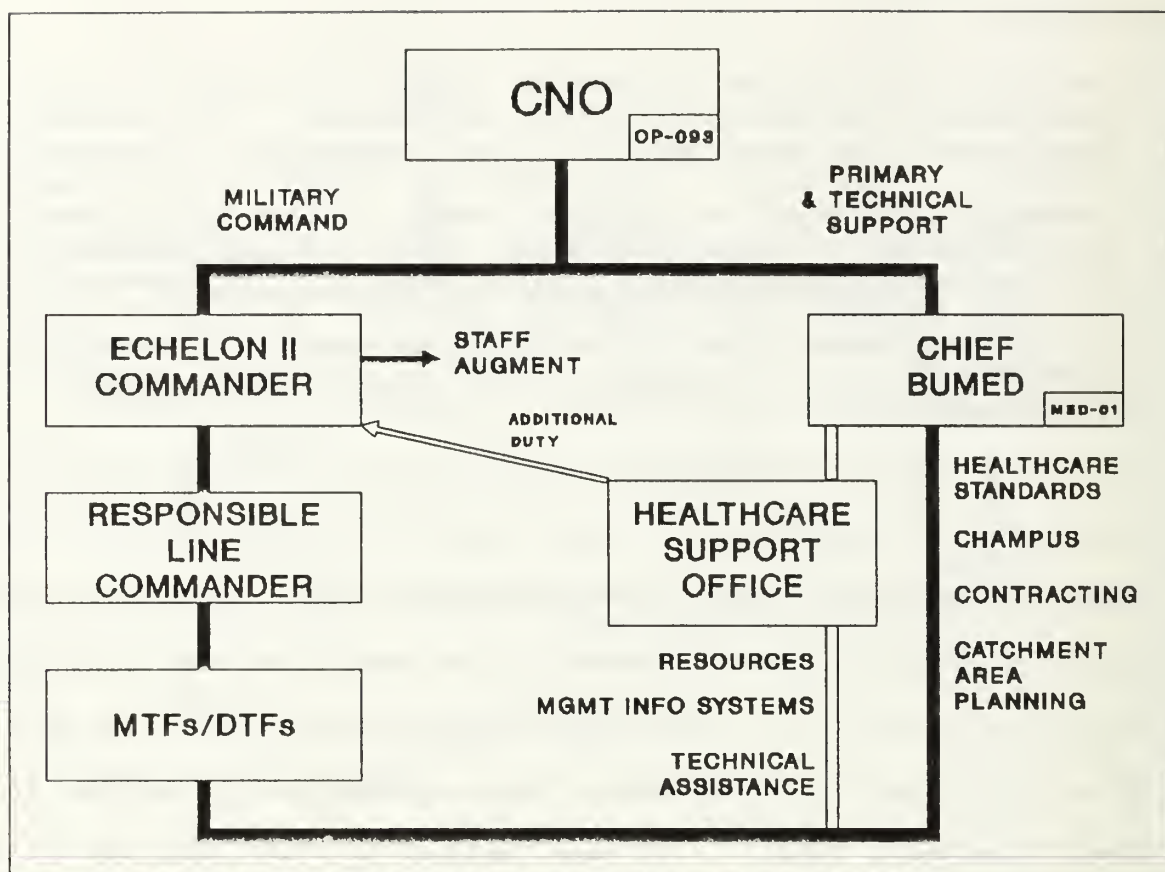 CNO
OP-093
MILITARY
COMMAND
PRIMARY
& TECHNICAL
SUPPORT
ECHELON II
COMMANDER
STAFF
AUGMENT
CHIEF
BUMED
MED-01
ADDITIONAL
DUTY
RESPONSIBLE
LINE
COMMANDER
HEALTHCARE
SUPPORT
OFFICE
HEALTHCARE
STANDARDS
CHAMPUS
CONTRACTING
CATCHMENT
AREA
PLANNING
MTFs/DTFs
RESOURCES
MGMT INFO SYSTEMS
TECHNICAL
ASSISTANCE